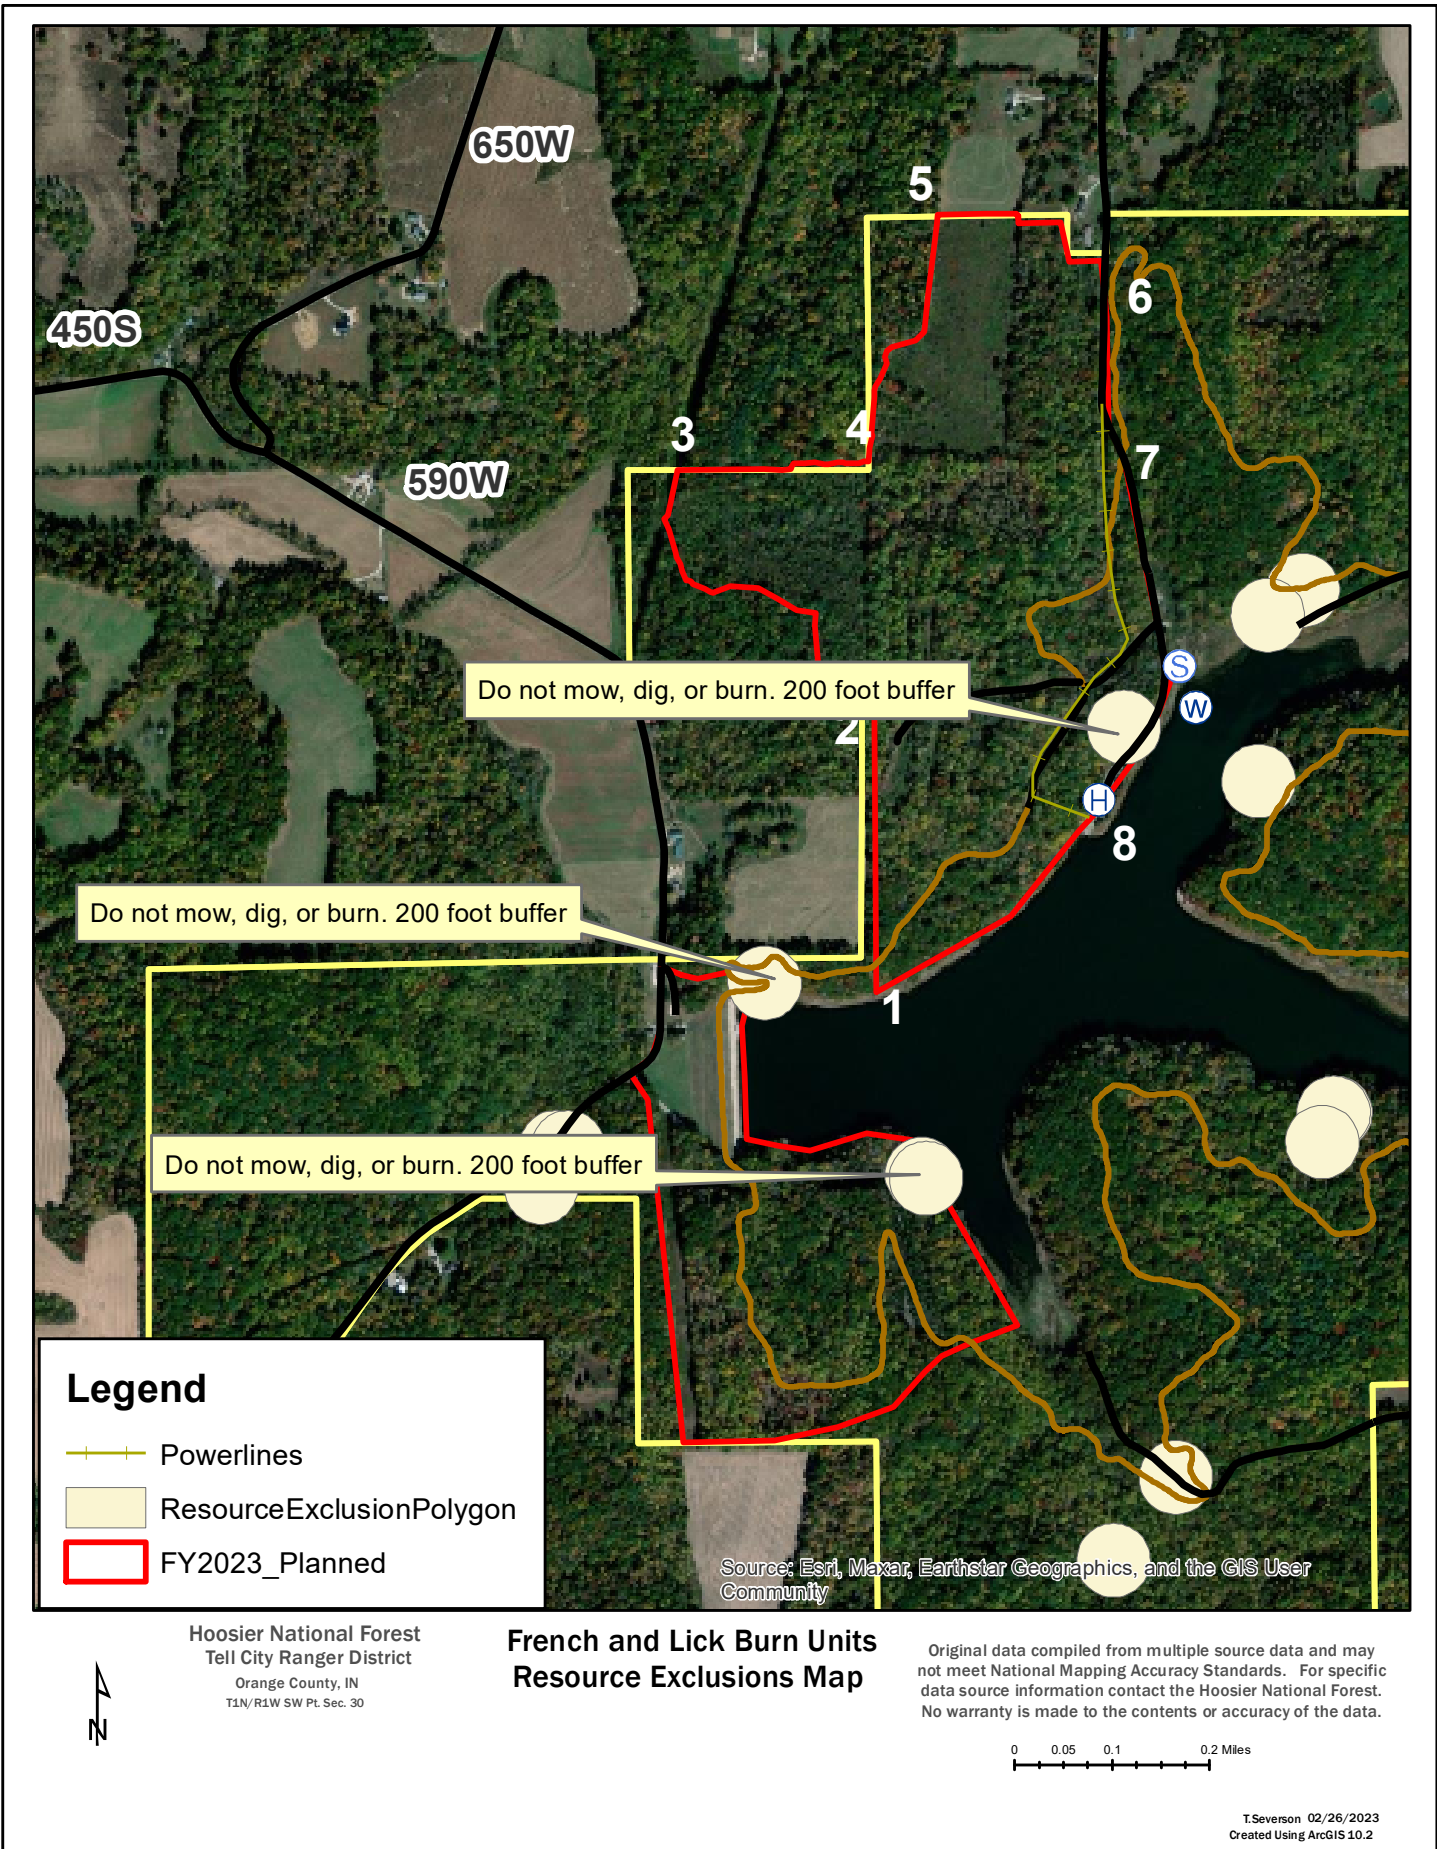 650W
5
6
450S
3
4
590W
7
S
Do not mow, dig, or burn. 200 foot buffer
W
2
H
8
Do not mow, dig, or burn. 200 foot buffer
1
Do not mow, dig, or burn. 200 foot buffer
Legend
Powerlines
ResourceExclusionPolygon
FY2023_Planned
Source: Esri, Maxar, Earthstar Geographics, and the GIS User
Community
N
Hoosier National Forest
Tell City Ranger District
Orange County, IN
T1N/R1W SW Pt. Sec. 30
French and Lick Burn Units
Resource Exclusions Map
Original data compiled from multiple source data and may
not meet National Mapping Accuracy Standards. For specific
data source information contact the Hoosier National Forest.
No warranty is made to the contents or accuracy of the data.
0 0.05 0.1 0.2 Miles
T.Severson 02/26/2023
Created Using ArcGIS 10.2